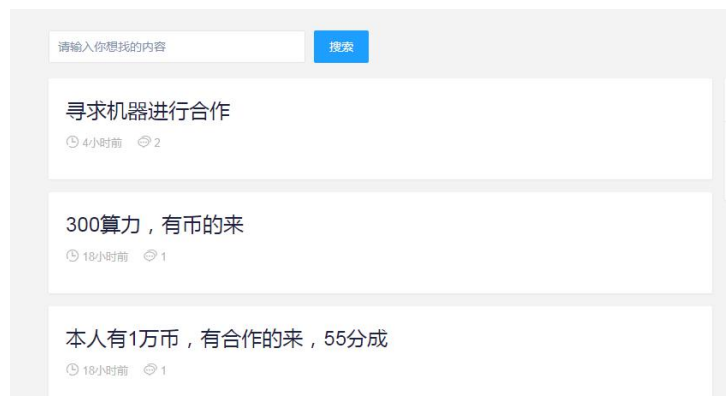 请输入你想找的内容 搜索
寻求机器进行合作
4小时前 2
300算力，有币的来
18小时前 1
本人有1万币，有合作的来，55分成
18小时前 1